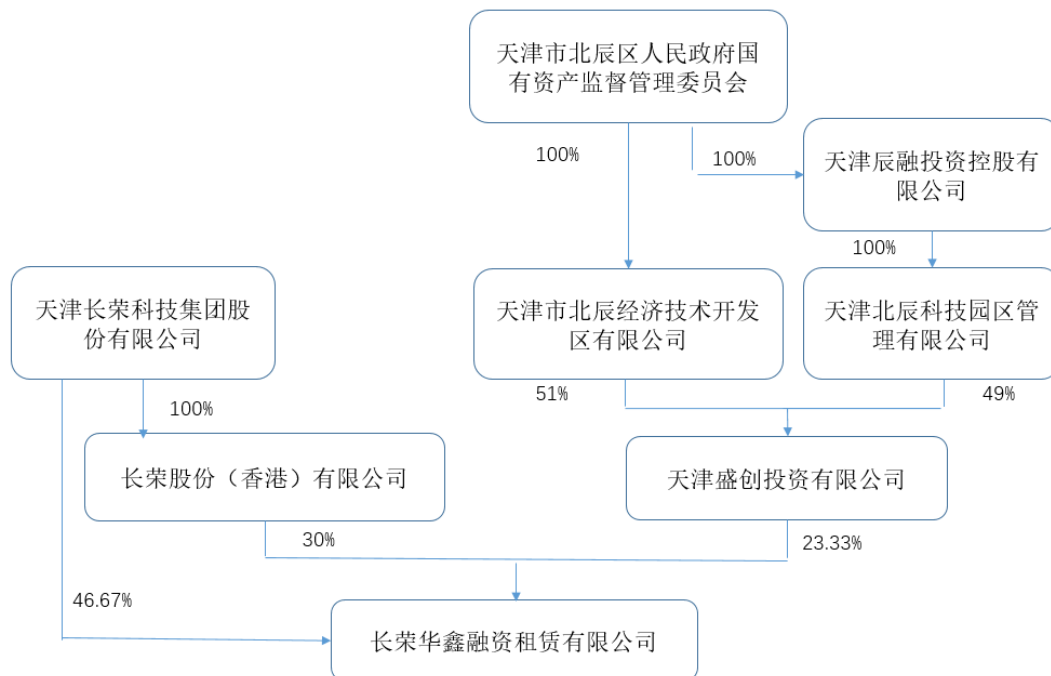 天津市北辰区人民政府国
有资产监督管理委员会
100%
100%
天津辰融投资控股有
限公司
100%
天津长荣科技集团股
份有限公司
天津市北辰经济技术开发
区有限公司
天津北辰科技园区管
理有限公司
100%
51%
49%
长荣股份（香港）有限公司
天津盛创投资有限公司
30%
23.33%
46.67%
长荣华鑫融资租赁有限公司